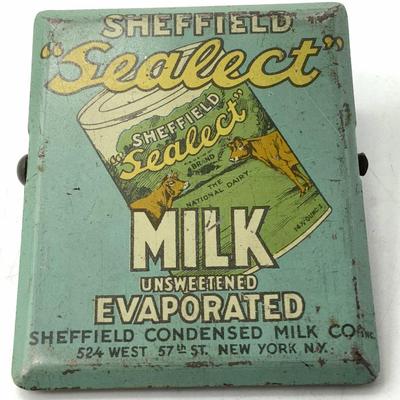 SHEFFIELD
"Sealect"
SHEFFIELD
"Sealect"
BRAND
THE
NATIONAL DAIRY
MILK
UNSWEETENED
EVAPORATED
SHEFFIELD CONDENSED MILK CO. INC.
524 WEST 57th ST. NEW YORK N.Y.